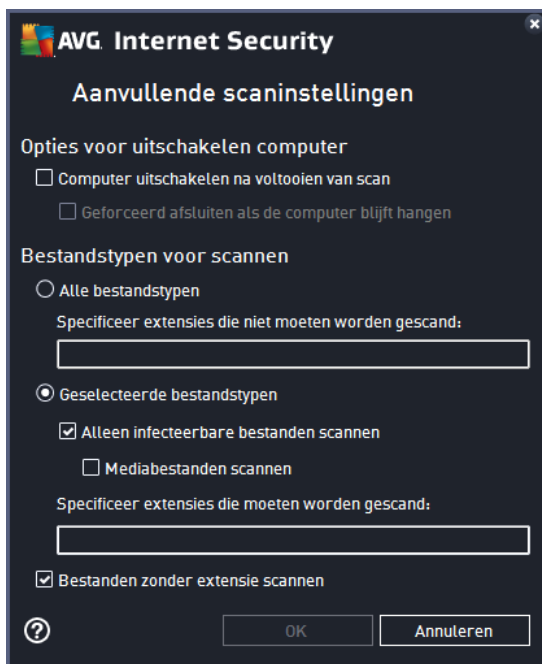 AVG. Internet Security
Aanvullende scaninstellingen
Opties voor uitschakelen computer
Computer uitschakelen na voltooien van scan
Geforceerd afsluiten als de computer blijft hangen
Bestandstypen voor scannen
Alle bestandstypen
Specificeer extensies die niet moeten worden gescand:
Geselecteerde bestandstypen
Alleen infecteerbare bestanden scannen
Mediabestanden scannen
Specificeer extensies die moeten worden gescand:
Bestanden zonder extensie scannen
? OK Annuleren